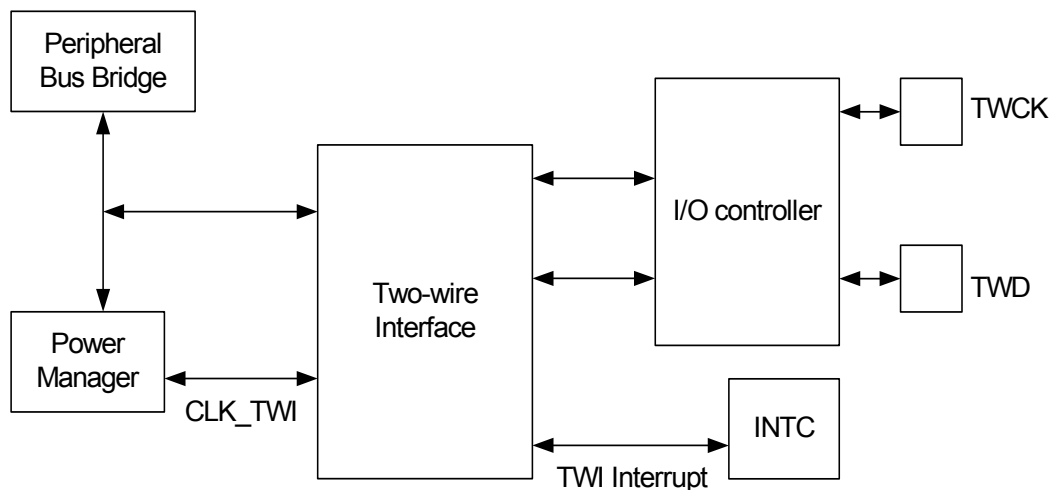 Peripheral
Bus Bridge
TWCK
I/O controller
Two-wire
Interface
TWD
Power
Manager
CLK_TWI
INTC
TWI Interrupt